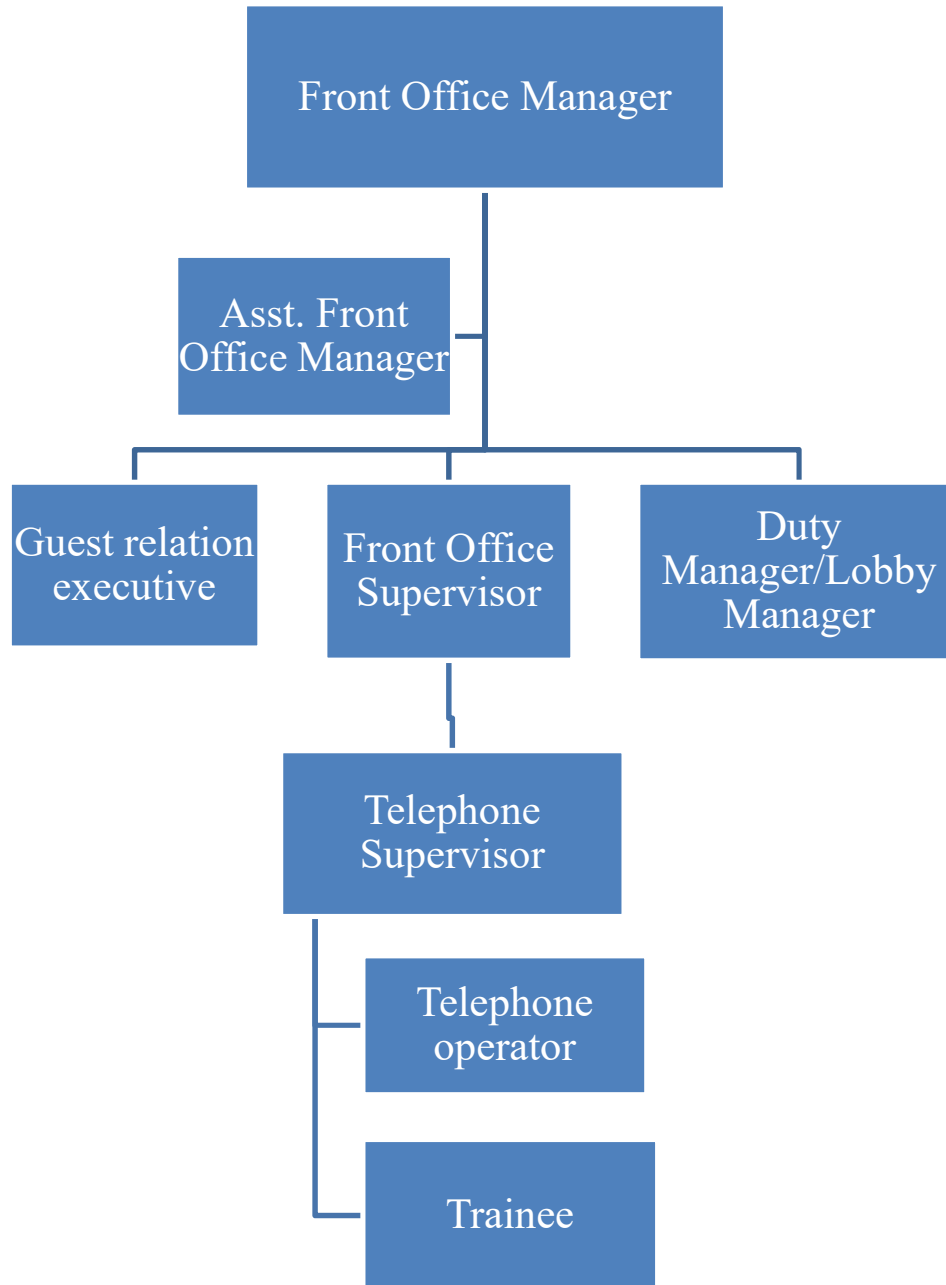 Front Office Manager
Asst. Front
Office Manager
Guest relation
executive
Front Office
Supervisor
Duty
Manager/Lobby
Manager
Telephone
Supervisor
Telephone
operator
Trainee